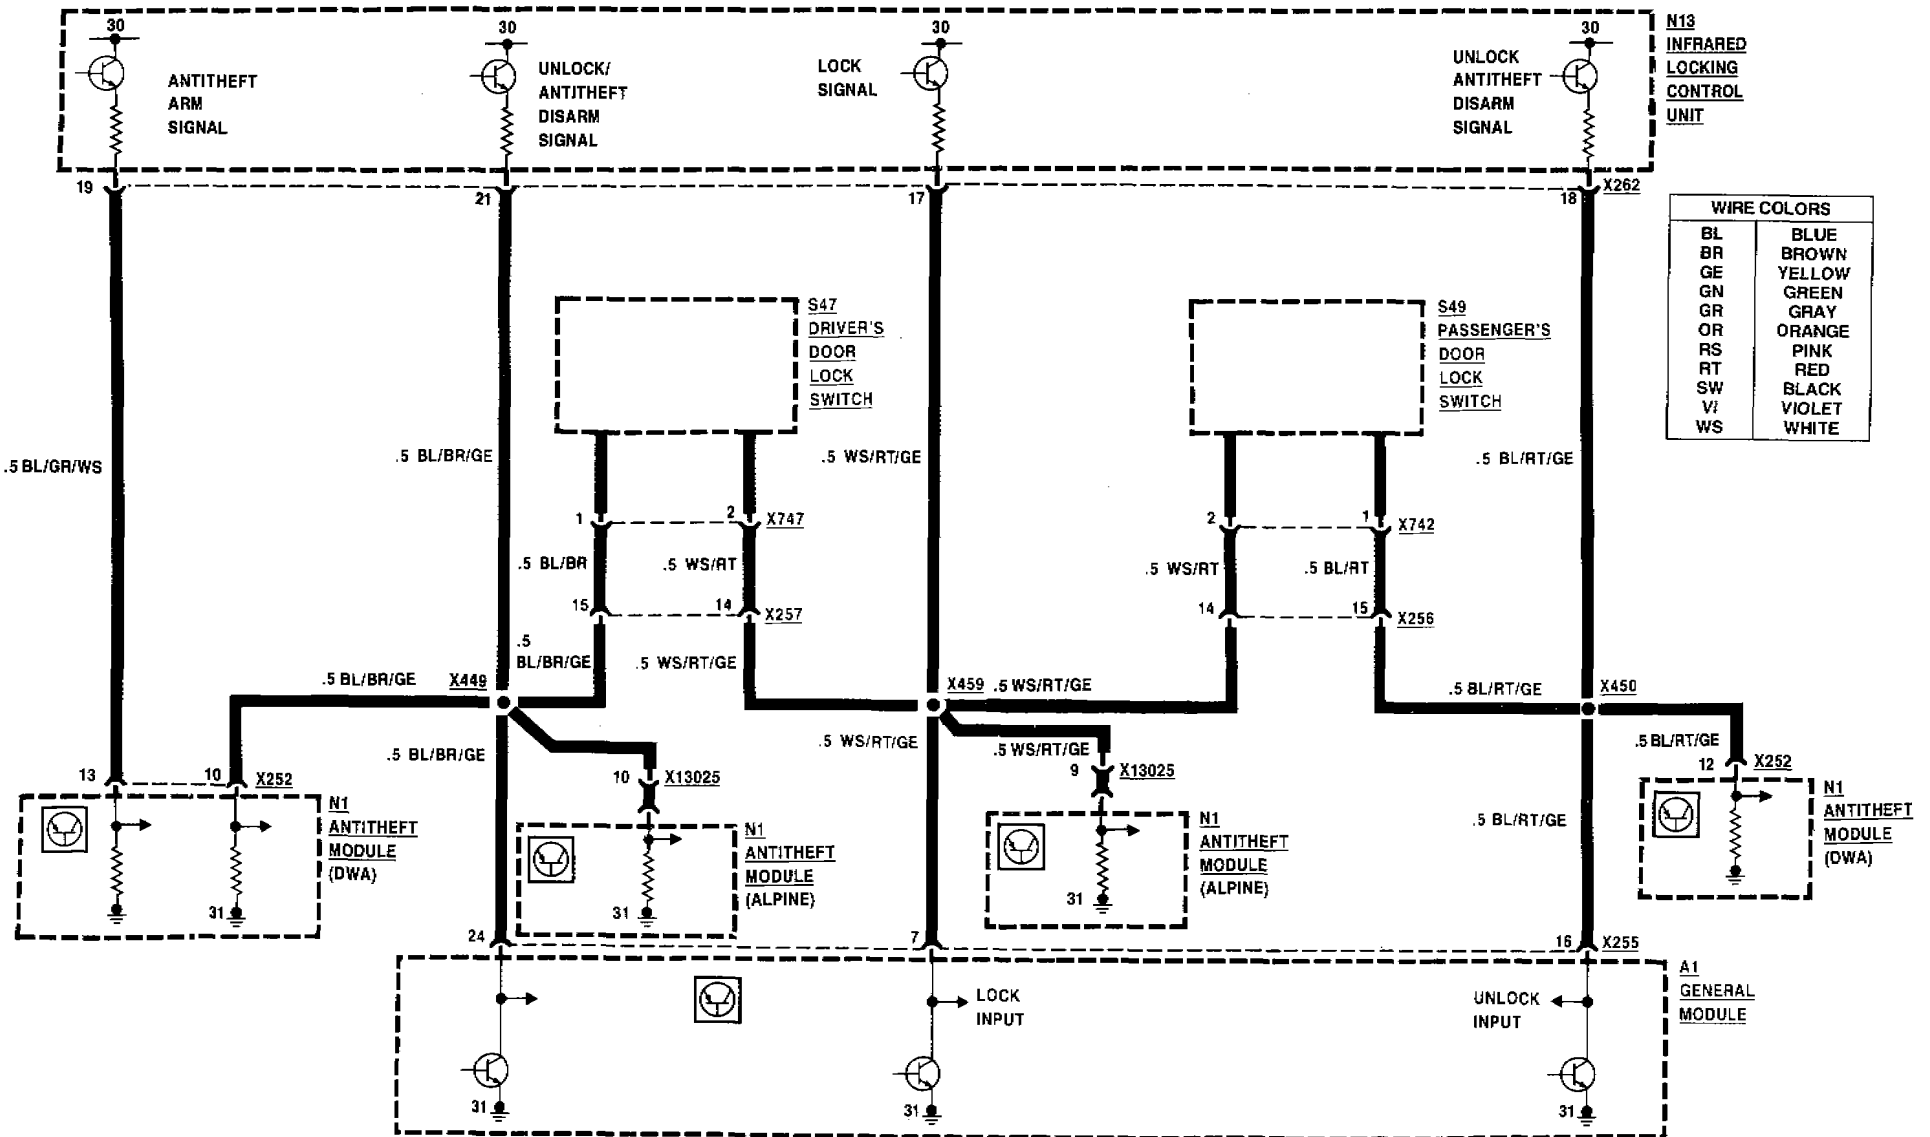 30
30
30
30
N13
INFRARED
LOCKING
CONTROL
UNIT
ANTITHEFT
ARM
SIGNAL
UNLOCK/
ANTITHEFT
DISARM
SIGNAL
LOCK
SIGNAL
UNLOCK
ANTITHEFT
DISARM
SIGNAL
19
21
17
18
X262
WIRE COLORS
BL BLUE
BR BROWN
GE YELLOW
GN GREEN
GR GRAY
OR ORANGE
RS PINK
RT RED
SW BLACK
VI VIOLET
WS WHITE
S47
DRIVER'S
DOOR
LOCK
SWITCH
S49
PASSENGER'S
DOOR
LOCK
SWITCH
.5 BL/GR/WS
.5 BL/BR/GE
.5 WS/RT/GE
.5 BL/RT/GE
1
2
X747
2
1
X742
.5 BL/BR
.5 WS/RT
.5 WS/RT
.5 BL/RT
15
14
X257
14
15
X256
.5
BL/BR/GE
.5 WS/RT/GE
.5 BL/BR/GE
X449
X459
.5 WS/RT/GE
.5 BL/RT/GE
X450
.5 BL/BR/GE
.5 WS/RT/GE
.5 WS/RT/GE
.5 BL/RT/GE
13
10
X252
10
X13025
9
X13025
12
X252
N1
ANTITHEFT
MODULE
(DWA)
31
N1
ANTITHEFT
MODULE
(ALPINE)
31
N1
ANTITHEFT
MODULE
(ALPINE)
31
.5 BL/RT/GE
N1
ANTITHEFT
MODULE
(DWA)
24
7
16
X255
A1
GENERAL
MODULE
LOCK
INPUT
UNLOCK
INPUT
31
31
31